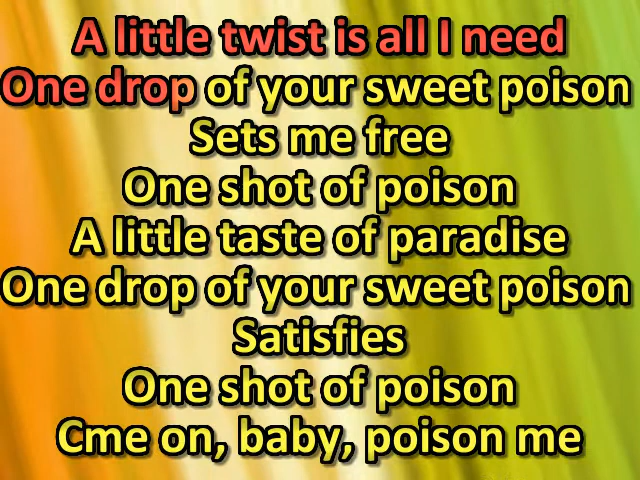 A little twist is all I need
One drop of your sweet poison
Sets me free
One shot of poison
A little taste of paradise
One drop of your sweet poison
Satisfies
One shot of poison
Cme on, baby, poison me